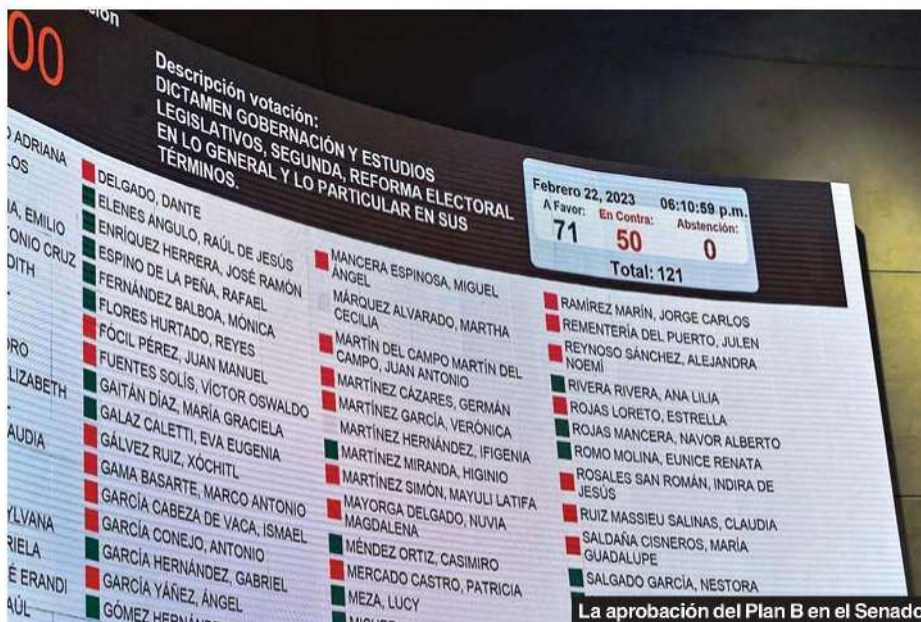 ción
00
Descripción votación:
DICTAMEN GOBERNACIÓN Y ESTUDIOS
LEGISLATIVOS, SEGUNDA, REFORMA ELECTORAL
EN LO GENERAL Y LO PARTICULAR EN SUS
TÉRMINOS.
Febrero 22, 2023 06:10:59 p.m.
A Favor: En Contra: Abstención:
71 50 0
Total: 121
ADRIANA
LOS
IA, EMILIO
TONIO CRUZ
DITH
DRO
ELIZABETH
AUDIA
YLVANA
RIELA
É ERANDI
AÚL
DELGADO, DANTE
ELENES ANGULO, RAÚL DE JESÚS
ENRÍQUEZ HERRERA, JOSÉ RAMÓN
ESPINO DE LA PEÑA, RAFAEL
FERNÁNDEZ BALBOA, MÓNICA
FLORES HURTADO, REYES
FÓCIL PÉREZ, JUAN MANUEL
FUENTES SOLÍS, VÍCTOR OSWALDO
GAITÁN DÍAZ, MARÍA GRACIELA
GALAZ CALETTI, EVA EUGENIA
GÁLVEZ RUIZ, XÓCHITL
GAMA BASARTE, MARCO ANTONIO
GARCÍA CABEZA DE VACA, ISMAEL
GARCÍA CONEJO, ANTONIO
GARCÍA HERNÁNDEZ, GABRIEL
GARCÍA YÁÑEZ, ÁNGEL
GÓMEZ
MANCERA ESPINOSA, MIGUEL
ÁNGEL
MÁRQUEZ ALVARADO, MARTHA
CECILIA
MARTÍN DEL CAMPO MARTÍN DEL
CAMPO, JUAN ANTONIO
MARTÍNEZ CÁZARES, GERMÁN
MARTÍNEZ GARCÍA, VERÓNICA
MARTÍNEZ HERNÁNDEZ, IFIGENIA
MARTÍNEZ MIRANDA, HIGINIO
MARTÍNEZ SIMÓN, MAYULI LATIFA
MAYORGA DELGADO, NUVIA
MAGDALENA
MÉNDEZ ORTIZ, CASIMIRO
MERCADO CASTRO, PATRICIA
MEZA, LUCY
RAMÍREZ MARÍN, JORGE CARLOS
REMENTERÍA DEL PUERTO, JULEN
REYNOSO SÁNCHEZ, ALEJANDRA
NOEMÍ
RIVERA RIVERA, ANA LILIA
ROJAS LORETO, ESTRELLA
ROJAS MANCERA, NAVOR ALBERTO
ROMO MOLINA, EUNICE RENATA
ROSALES SAN ROMÁN, INDIRA DE
JESÚS
RUIZ MASSIEU SALINAS, CLAUDIA
SALDAÑA CISNEROS, MARÍA
GUADALUPE
SALGADO GARCÍA, NESTORA
La aprobación del Plan B en el Senado